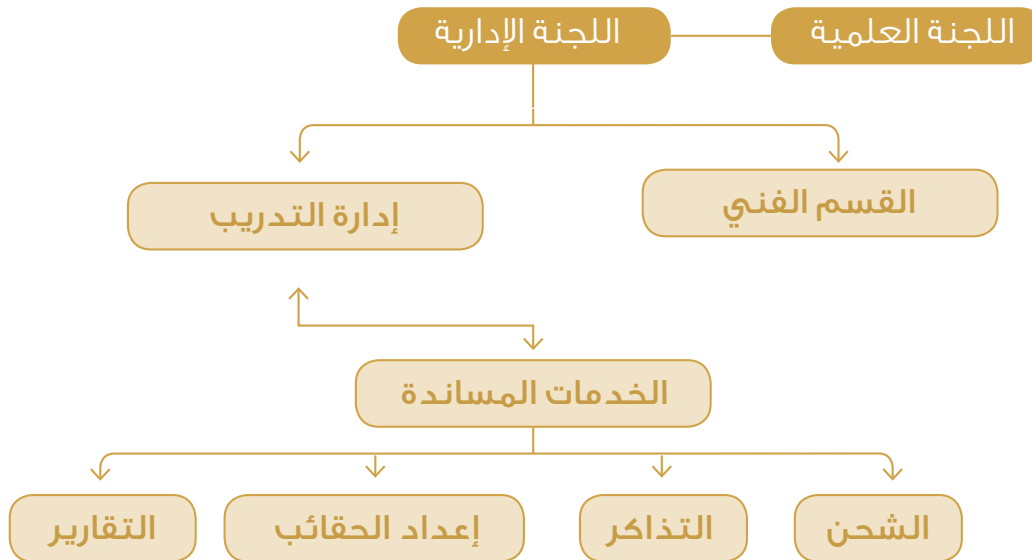 اللجنة العلمية
اللجنة الإدارية
القسم الفني
إدارة التدريب
الخدمات المساندة
الشحن
التذاكر
إعداد الحقائب
التقارير